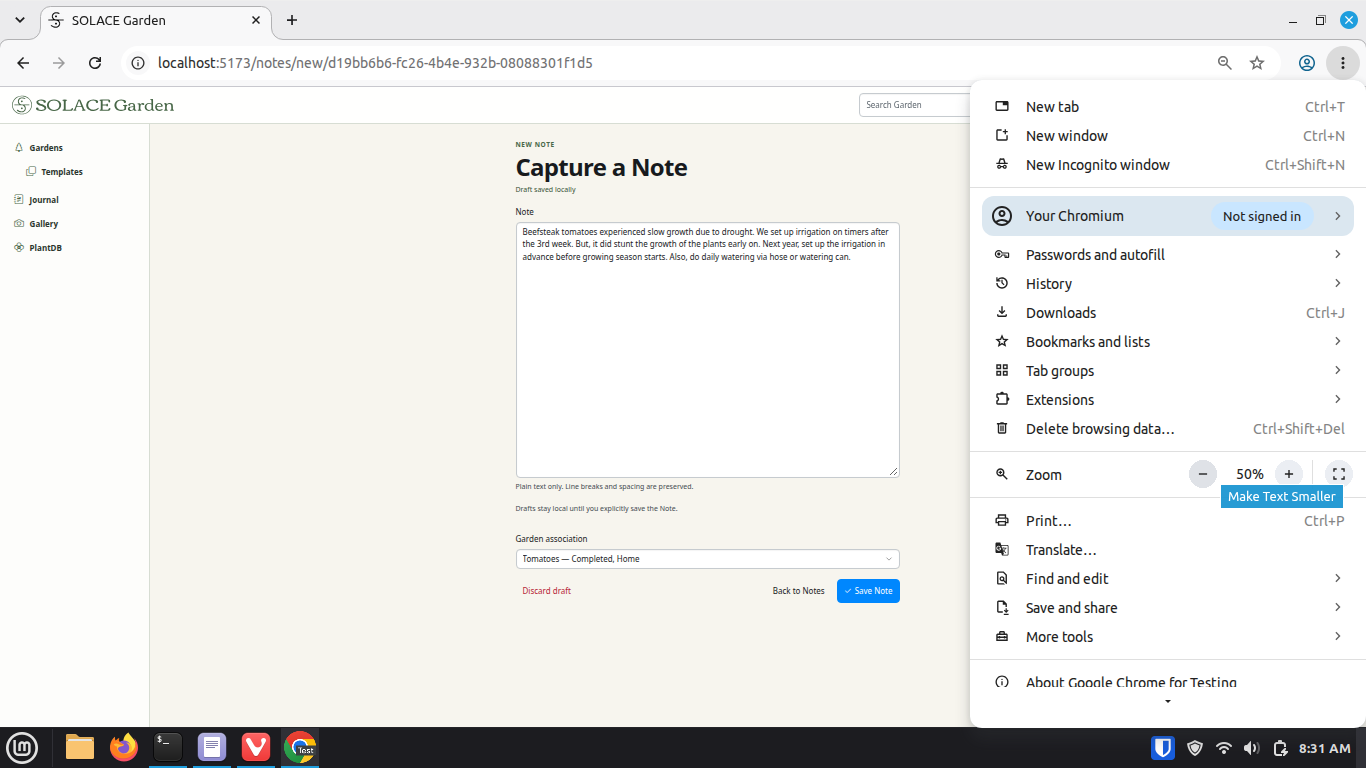 SOLACE Garden
localhost:5173/notes/new/d19bb6b6-fc26-4b4e-932b-08088301f1d5
SOLACE Garden
Search Garden
Gardens
Templates
Journal
Gallery
PlantDB
NEW NOTE
Capture a Note
Draft saved locally
Note
Beefsteak tomatoes experienced slow growth due to drought. We set up irrigation on timers after
the 3rd week. But, it did stunt the growth of the plants early on. Next year, set up the irrigation in
advance before growing season starts. Also, do daily watering via hose or watering can.
Plain text only. Line breaks and spacing are preserved.
Drafts stay local until you explicitly save the Note.
Garden association
Tomatoes — Completed, Home
Discard draft
Back to Notes
Save Note
New tab Ctrl+T
New window Ctrl+N
New Incognito window Ctrl+Shift+N
Your Chromium Not signed in
Passwords and autofill
History
Downloads Ctrl+J
Bookmarks and lists
Tab groups
Extensions
Delete browsing data... Ctrl+Shift+Del
Zoom − 50% +
Make Text Smaller
Print... Ctrl+P
Translate...
Find and edit
Save and share
More tools
About Google Chrome for Testing
$_
Test
8:31 AM